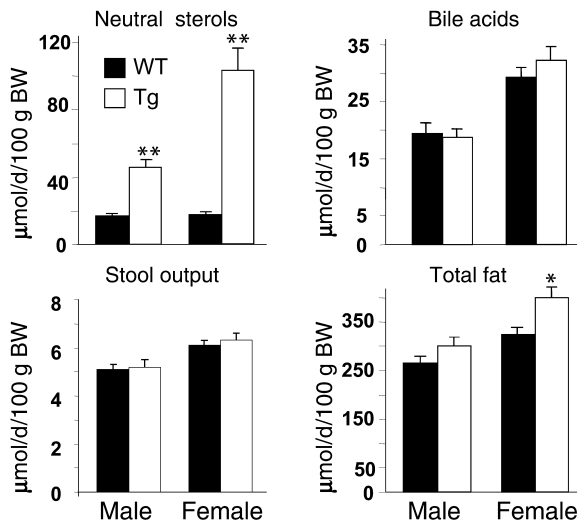 Neutral sterols
120
80
40
0
μmol/d/100 g BW
WT
Tg
**
**
Bile acids
35
25
15
5
0
μmol/d/100 g BW
Stool output
8
6
4
2
0
μmol/d/100 g BW
Male
Female
Total fat
350
250
150
50
0
μmol/d/100 g BW
*
Male
Female